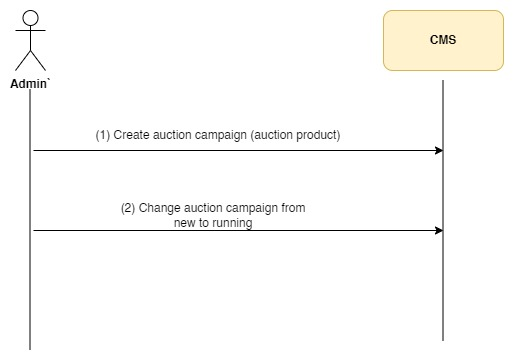 CMS
Admin`
(1) Create auction campaign (auction product)
(2) Change auction campaign from
new to running